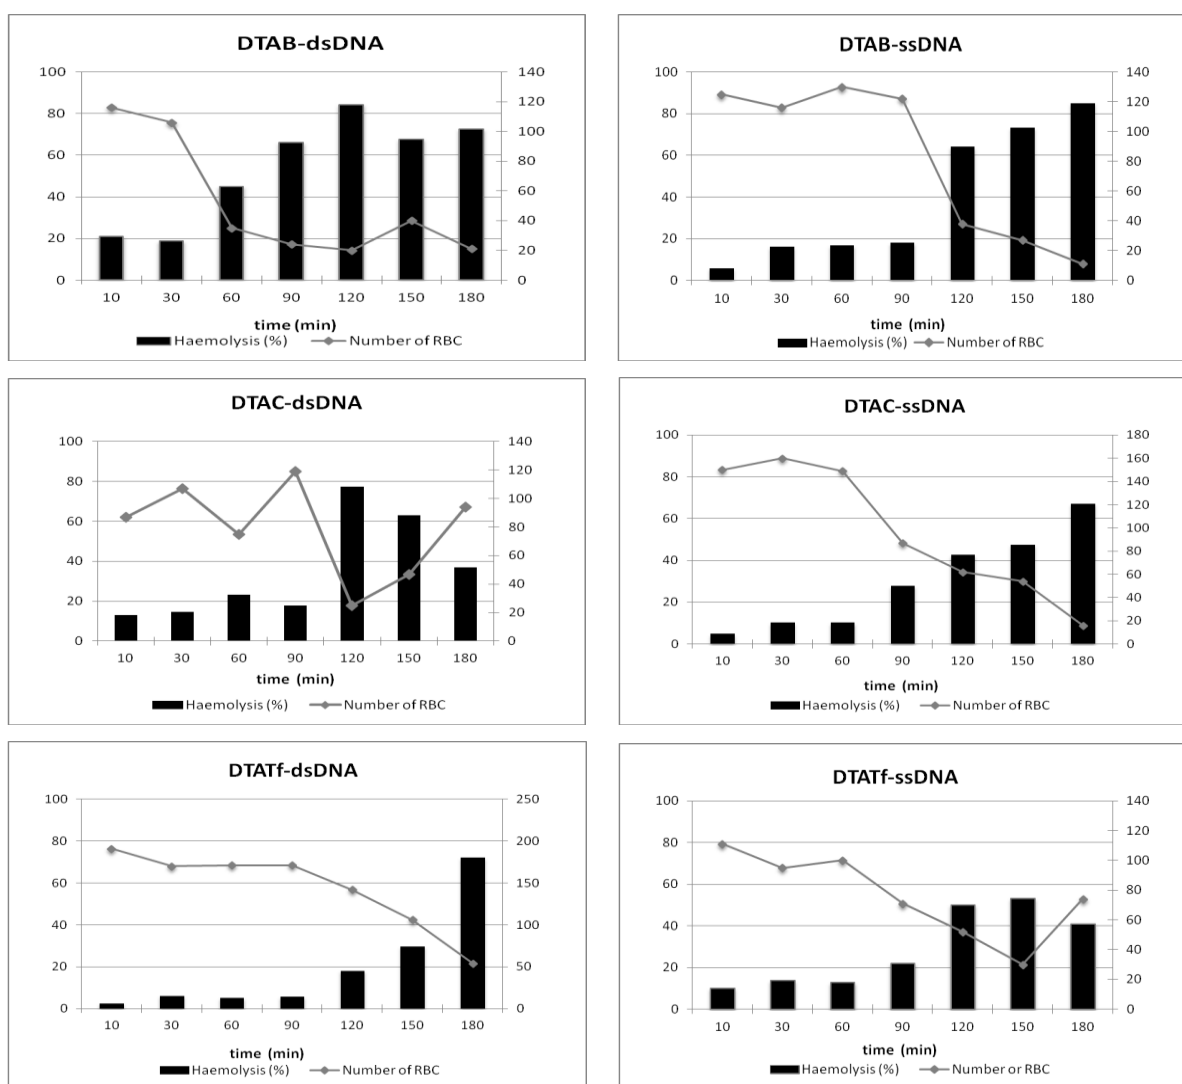 DTAB-dsDNA
100 140
80 120
60 100
40 80
20 60
0 40
20
0
10 30 60 90 120 150 180
time (min)
Haemolysis (%) Number of RBC
DTAB-ssDNA
100 140
80 120
60 100
40 80
20 60
0 40
20
0
10 30 60 90 120 150 180
time (min)
Haemolysis (%) Number of RBC
DTAC-dsDNA
100 140
80 120
60 100
40 80
20 60
0 40
20
0
10 30 60 90 120 150 180
time (min)
Haemolysis (%) Number of RBC
DTAC-ssDNA
100 180
80 160
60 140
40 120
20 100
0 80
60
40
20
0
10 30 60 90 120 150 180
time (min)
Haemolysis (%) Number of RBC
DTATf-dsDNA
100 250
80 200
60 150
40 100
20 50
0 0
10 30 60 90 120 150 180
time (min)
Haemolysis (%) Number of RBC
DTATf-ssDNA
100 140
80 120
60 100
40 80
20 60
0 40
20
0
10 30 60 90 120 150 180
time (min)
Haemolysis (%) Number or RBC